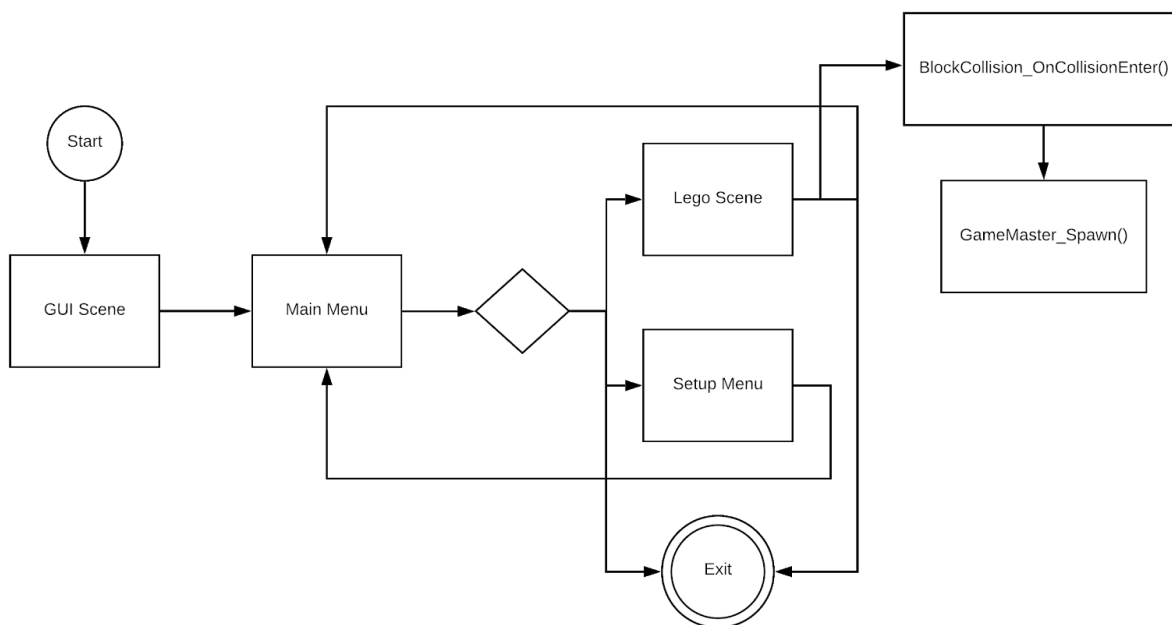 BlockCollision_OnCollisionEnter()
Start
Lego Scene
GameMaster_Spawn()
GUI Scene
Main Menu
Setup Menu
Exit